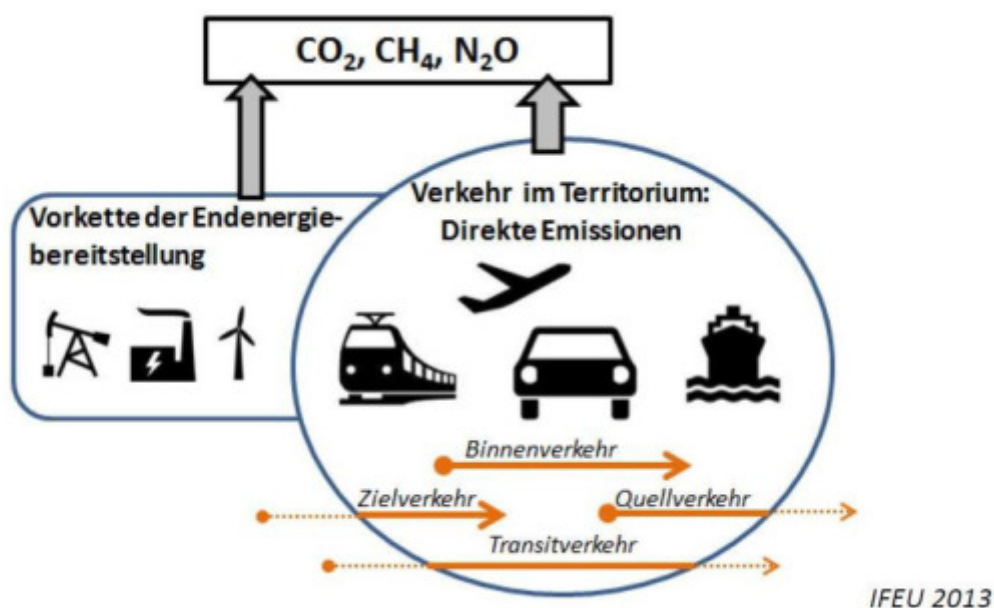 CO₂, CH₄, N₂O
Vorkette der Endenergie-
bereitstellung
Verkehr im Territorium:
Direkte Emissionen
Binnenverkehr
Zielverkehr
Quellverkehr
Transitverkehr
IFEU 2013